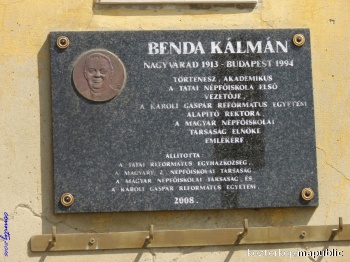 BENDA KÁLMÁN
NAGYVÁRAD 1913 - BUDAPEST 1994
TÖRTÉNÉSZ, AKADÉMIKUS
A TATAI NÉPFŐISKOLA ELSŐ
VEZETŐJE,
A KÁROLI GÁSPÁR REFORMÁTUS EGYETEM
ALAPÍTÓ REKTORA,
A MAGYAR NÉPFŐISKOLAI
TÁRSASÁG ELNÖKE
EMLÉKÉRE
ÁLLÍTOTTA
A TATAI REFORMÁTUS EGYHÁZKÖZSÉG,
A NÉPFŐISKOLAI TÁRSASÁG,
A MAGYAR NÉPFŐISKOLAI TÁRSASÁG ÉS
A KÁROLI GÁSPÁR REFORMÁTUS EGYETEM
2008.
mapublic